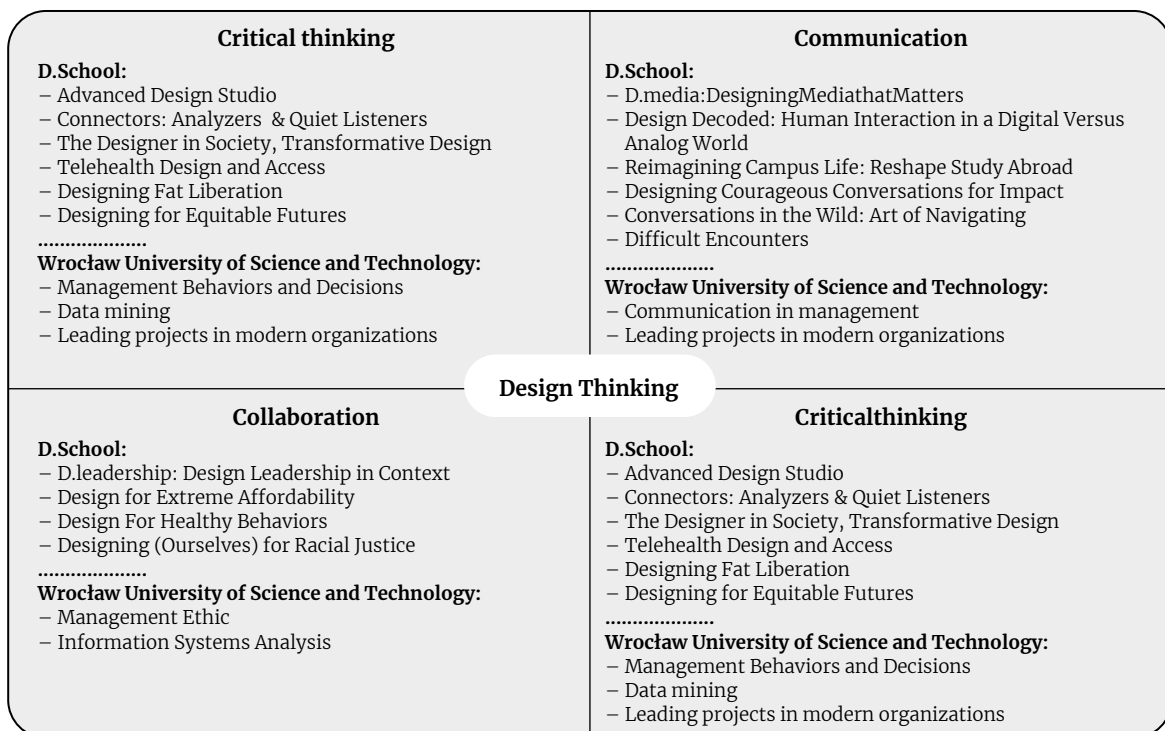 Critical thinking
D.School:
– Advanced Design Studio
– Connectors: Analyzers & Quiet Listeners
– The Designer in Society, Transformative Design
– Telehealth Design and Access
– Designing Fat Liberation
– Designing for Equitable Futures
....................
Wrocław University of Science and Technology:
– Management Behaviors and Decisions
– Data mining
– Leading projects in modern organizations
Communication
D.School:
– D.media:DesigningMediathatMatters
– Design Decoded: Human Interaction in a Digital Versus
Analog World
– Reimagining Campus Life: Reshape Study Abroad
– Designing Courageous Conversations for Impact
– Conversations in the Wild: Art of Navigating
– Difficult Encounters
....................
Wrocław University of Science and Technology:
– Communication in management
– Leading projects in modern organizations
Design Thinking
Collaboration
D.School:
– D.leadership: Design Leadership in Context
– Design for Extreme Affordability
– Design For Healthy Behaviors
– Designing (Ourselves) for Racial Justice
....................
Wrocław University of Science and Technology:
– Management Ethic
– Information Systems Analysis
Criticalthinking
D.School:
– Advanced Design Studio
– Connectors: Analyzers & Quiet Listeners
– The Designer in Society, Transformative Design
– Telehealth Design and Access
– Designing Fat Liberation
– Designing for Equitable Futures
....................
Wrocław University of Science and Technology:
– Management Behaviors and Decisions
– Data mining
– Leading projects in modern organizations